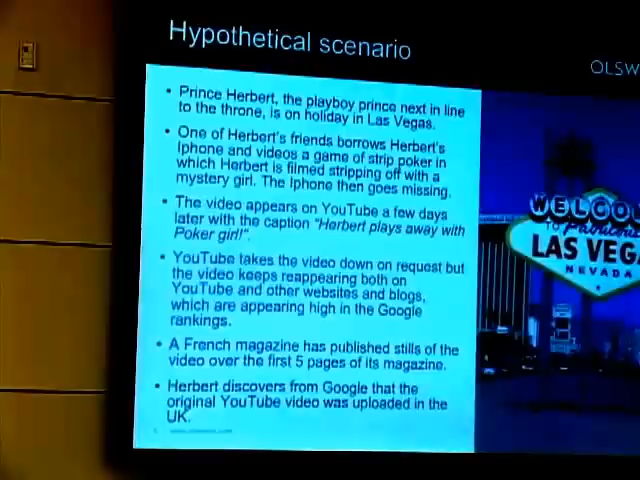 Hypothetical scenario
OLSW
• Prince Herbert, the playboy prince next in line
to the throne, is on holiday in Las Vegas.
• One of Herbert's friends borrows Herbert's
Iphone and videos a game of strip poker in
which Herbert is filmed stripping off with a
mystery girl. The Iphone then goes missing.
• The video appears on YouTube a few days
later with the caption "Herbert plays away with
Poker girl!".
• YouTube takes the video down on request but
the video keeps reappearing both on
YouTube and other websites and blogs,
which are appearing high in the Google
rankings.
• A French magazine has published stills of the
video over the first 5 pages of its magazine.
• Herbert discovers from Google that the
original YouTube video was uploaded in the
UK.
WELCO
TO Fabulous
LAS VEGA
NEVADA